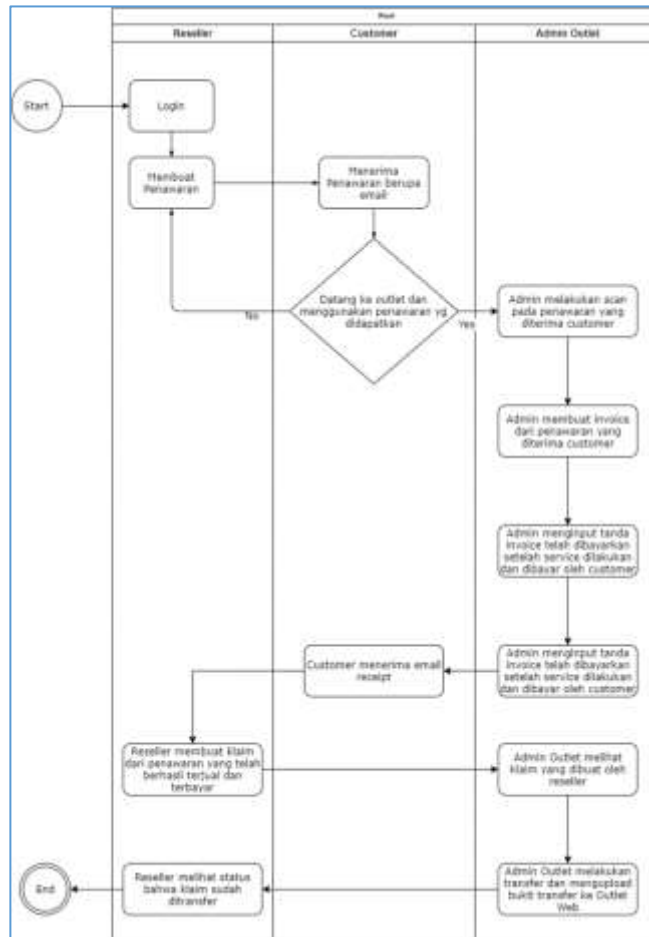 Reseller
Customer
Admin Outlet
Start
Login
Membuat
Penawaran
Menerima
Penawaran berupa
email
Datang ke outlet dan
menggunakan penawaran yg
didapatkan
No
Yes
Admin melakukan scan
pada penawaran yang
diterima customer
Admin membuat invoice
dari penawaran yang
diterima customer
Admin menginput tanda
invoice telah dibayarkan
setelah service dilakukan
dan dibayar oleh customer
Admin menginput tanda
invoice telah dibayarkan
setelah service dilakukan
dan dibayar oleh customer
Customer menerima email
receipt
Reseller membuat klaim
dari penawaran yang telah
berhasil terjual dan
terbayar
Admin Outlet melihat
klaim yang dibuat oleh
reseller
Admin Outlet melakukan
transfer dan mengupload
bukti transfer ke Outlet
Web
Reseller melihat status
bahwa klaim sudah
ditransfer
End